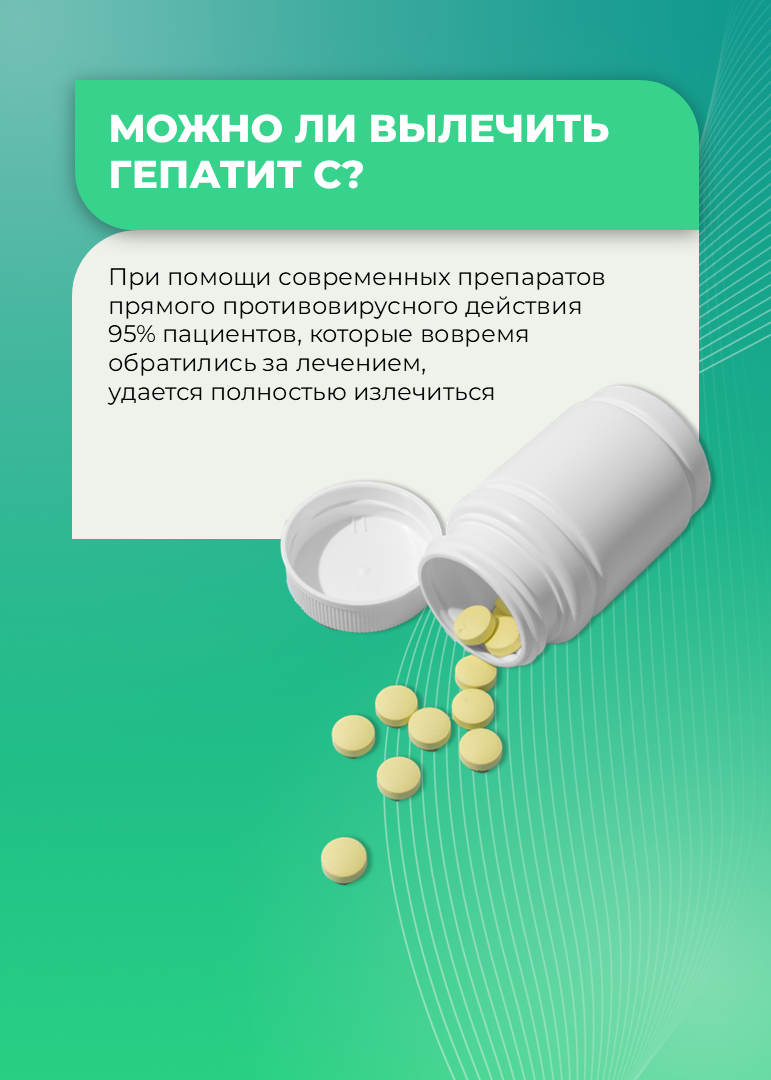 МОЖНО ЛИ ВЫЛЕЧИТЬ
ГЕПАТИТ С?
При помощи современных препаратов
прямого противовирусного действия
95% пациентов, которые вовремя
обратились за лечением,
удается полностью излечиться